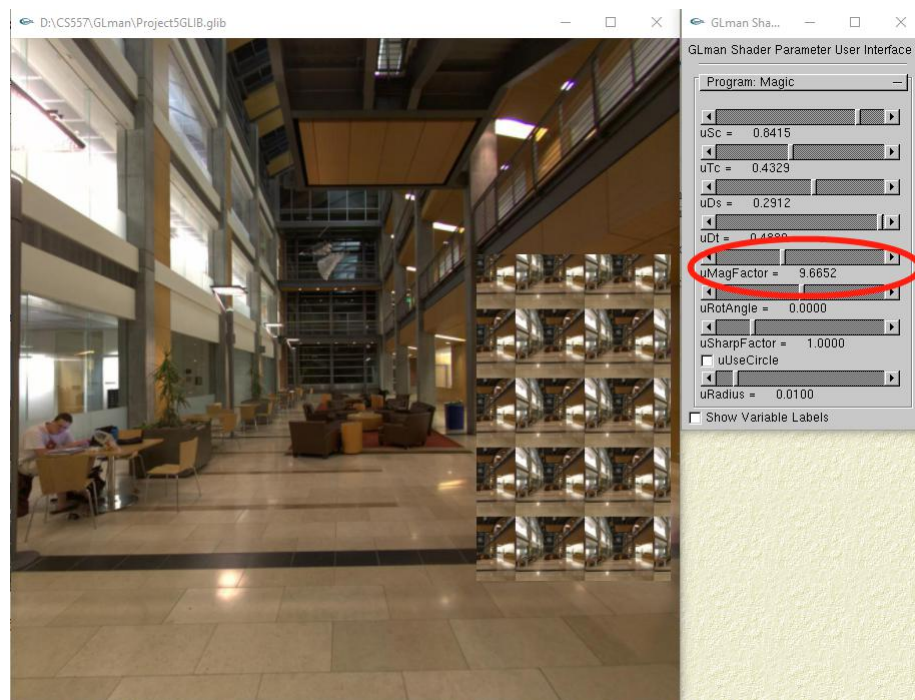 D:\CS557\GLman\Project5GLIB.glib
GLman Sha...
GLman Shader Parameter User Interface
Program: Magic
uSc = 0.8415
uTc = 0.4329
uDs = 0.2912
uDt =
uMagFactor = 9.6652
uRotAngle = 0.0000
uSharpFactor = 1.0000
uUseCircle
uRadius = 0.0100
Show Variable Labels